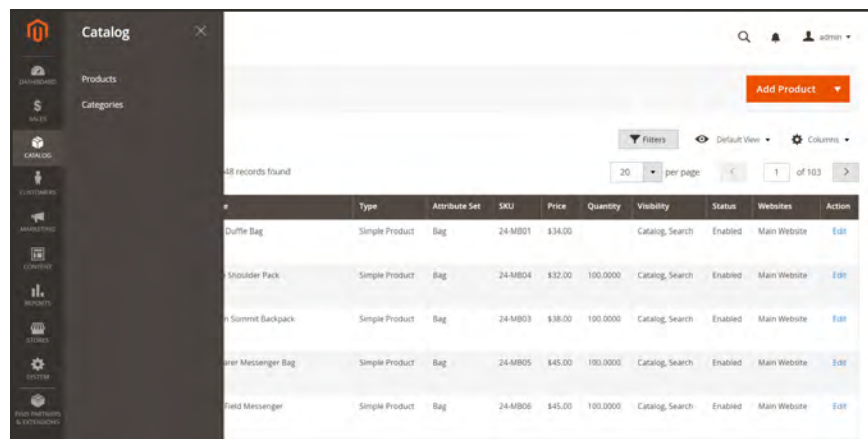 Catalog
admin
DASHBOARD
Products
Add Product
SALES
Categories
CATALOG
Filters
Default View
Columns
CUSTOMERS
records found
20
per page
1
of 103
MARKETING
Type
Attribute Set
SKU
Price
Quantity
Visibility
Status
Websites
Action
Duffle Bag
Simple Product
Bag
24-MB01
$34.00
Catalog, Search
Enabled
Main Website
Edit
CONTENT
Shoulder Pack
Simple Product
Bag
24-MB04
$32.00
100.0000
Catalog, Search
Enabled
Main Website
Edit
REPORTS
Summit Backpack
Simple Product
Bag
24-MB03
$38.00
100.0000
Catalog, Search
Enabled
Main Website
Edit
STORES
Messenger Bag
Simple Product
Bag
24-MB05
$45.00
100.0000
Catalog, Search
Enabled
Main Website
Edit
SYSTEM
Field Messenger
Simple Product
Bag
24-MB06
$45.00
100.0000
Catalog, Search
Enabled
Main Website
Edit
FIND PARTNERS
& EXTENSIONS